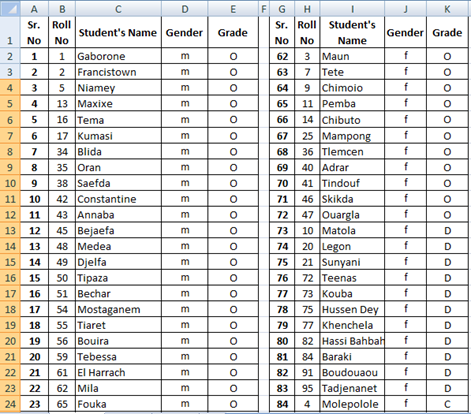 A B C D E F G H I J K
1 Sr. No Roll No Student's Name Gender Grade Sr. No Roll No Student's Name Gender Grade
2 1 1 Gaborone m O 62 3 Maun f O
3 2 2 Francistown m O 63 7 Tete f O
4 3 5 Niamey m O 64 9 Chimoio f O
5 4 13 Maxixe m O 65 11 Pemba f O
6 5 16 Tema m O 66 14 Chibuto f O
7 6 17 Kumasi m O 67 25 Mampong f O
8 7 34 Blida m O 68 36 Tlemcen f O
9 8 35 Oran m O 69 40 Adrar f O
10 9 38 Saefda m O 70 41 Tindouf f O
11 10 42 Constantine m O 71 46 Skikda f O
12 11 43 Annaba m O 72 47 Ouargla f O
13 12 45 Bejaefa m O 73 10 Matola f D
14 13 48 Medea m O 74 20 Legon f D
15 14 49 Djelfa m O 75 21 Sunyani f D
16 15 50 Tipaza m O 76 72 Teenas f D
17 16 51 Bechar m O 77 73 Kouba f D
18 17 54 Mostaganem m O 78 75 Hussen Dey f D
19 18 55 Tiaret m O 79 77 Khenchela f D
20 19 56 Bouira m O 80 82 Hassi Bahbah f D
21 20 59 Tebessa m O 81 84 Baraki f D
22 21 61 El Harrach m O 82 91 Boudouaou f D
23 22 62 Mila m O 83 95 Tadjenanet f D
24 23 65 Fouka m O 84 4 Molepolole f C